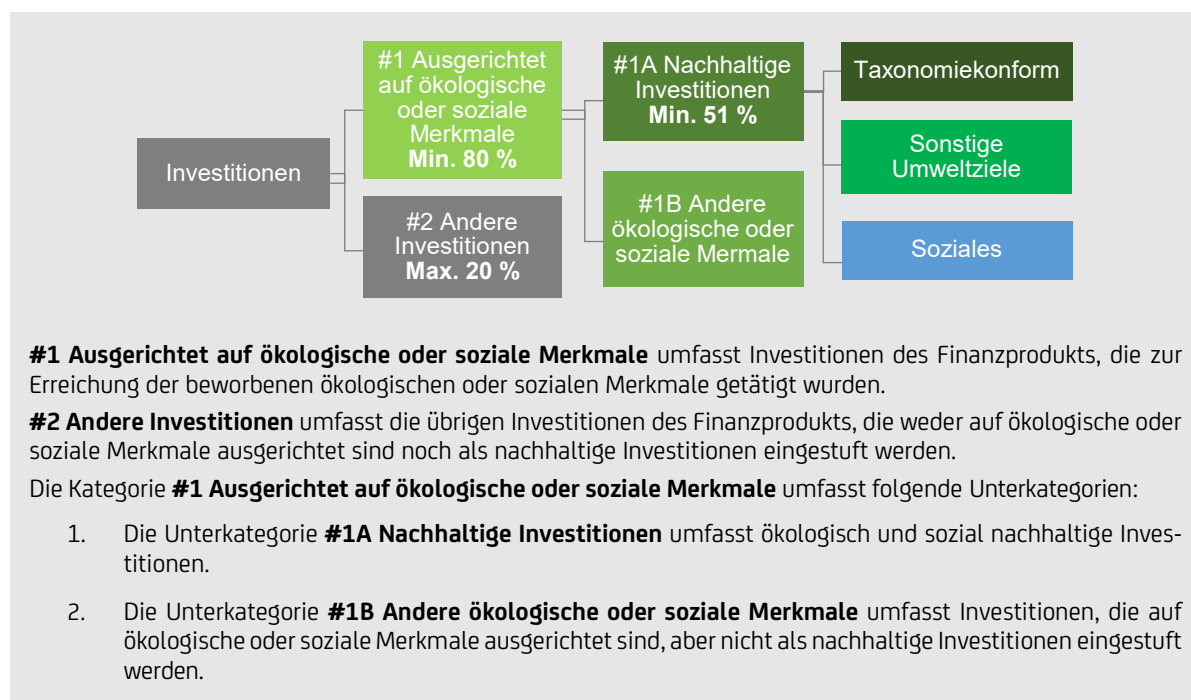 #1 Ausgerichtet
auf ökologische
oder soziale
Merkmale
Min. 80 %
#1A Nachhaltige
Investitionen
Min. 51 %
Taxonomiekonform
Sonstige
Umweltziele
Investitionen
#2 Andere
Investitionen
Max. 20 %
#1B Andere
ökologische oder
soziale Mermale
Soziales
#1 Ausgerichtet auf ökologische oder soziale Merkmale umfasst Investitionen des Finanzprodukts, die zur
Erreichung der beworbenen ökologischen oder sozialen Merkmale getätigt wurden.
#2 Andere Investitionen umfasst die übrigen Investitionen des Finanzprodukts, die weder auf ökologische oder
soziale Merkmale ausgerichtet sind noch als nachhaltige Investitionen eingestuft werden.
Die Kategorie #1 Ausgerichtet auf ökologische oder soziale Merkmale umfasst folgende Unterkategorien:
1. Die Unterkategorie #1A Nachhaltige Investitionen umfasst ökologisch und sozial nachhaltige Inves-
titionen.
2. Die Unterkategorie #1B Andere ökologische oder soziale Merkmale umfasst Investitionen, die auf
ökologische oder soziale Merkmale ausgerichtet sind, aber nicht als nachhaltige Investitionen eingestuft
werden.